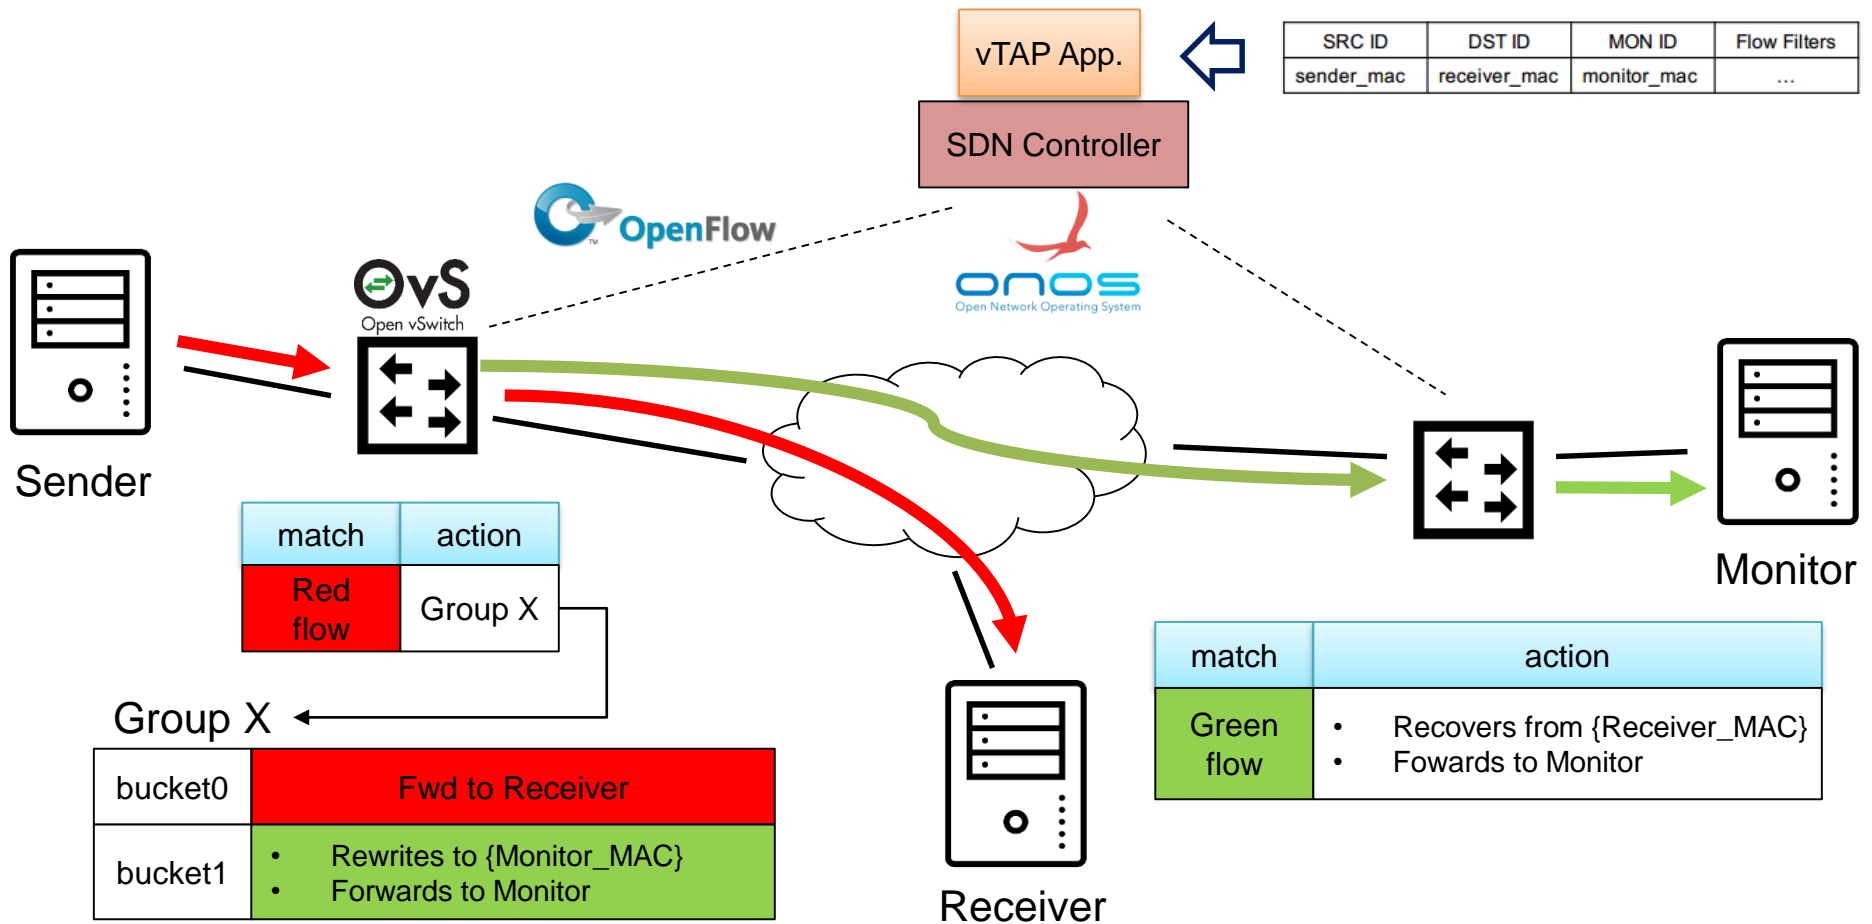 vTAP App.
SRC ID DST ID MON ID Flow Filters
sender_mac receiver_mac monitor_mac ...
SDN Controller
OpenFlow
TM
OvS
Open vSwitch
onos
Open Network Operating System
Sender
Monitor
match action
Red
flow
Group X
Group X
bucket0 Fwd to Receiver
bucket1
• Rewrites to {Monitor_MAC}
• Forwards to Monitor
Receiver
match action
Green
flow
• Recovers from {Receiver_MAC}
• Fowards to Monitor